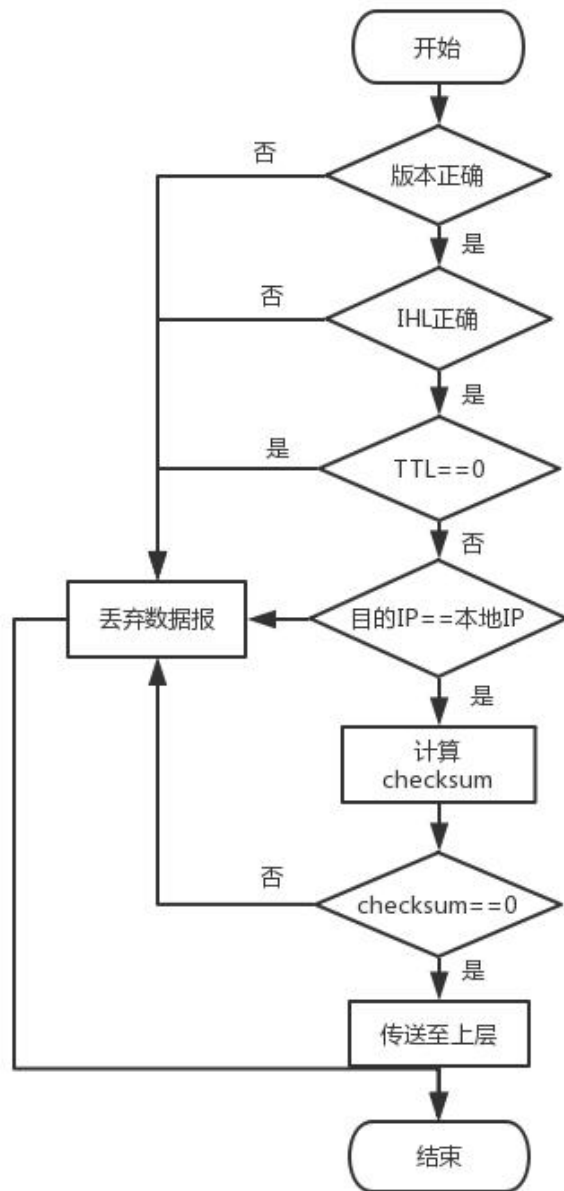 开始
否
版本正确
是
否
IHL正确
是
是
TTL==0
否
丢弃数据报
目的IP==本地IP
是
计算
checksum
否
checksum==0
是
传送至上层
结束